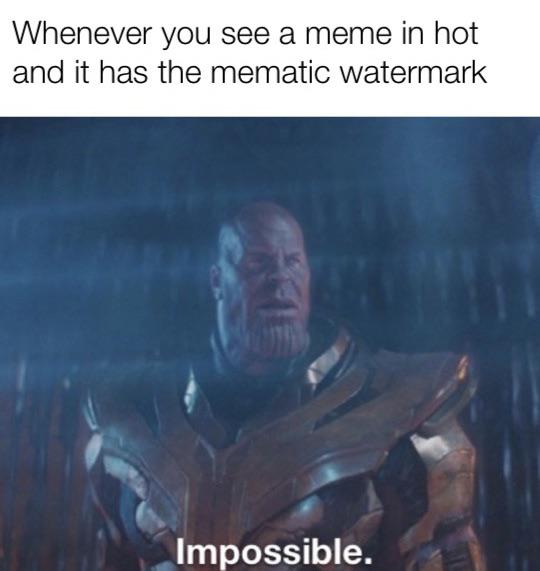 Whenever you see a meme in hot
and it has the mematic watermark
Impossible.